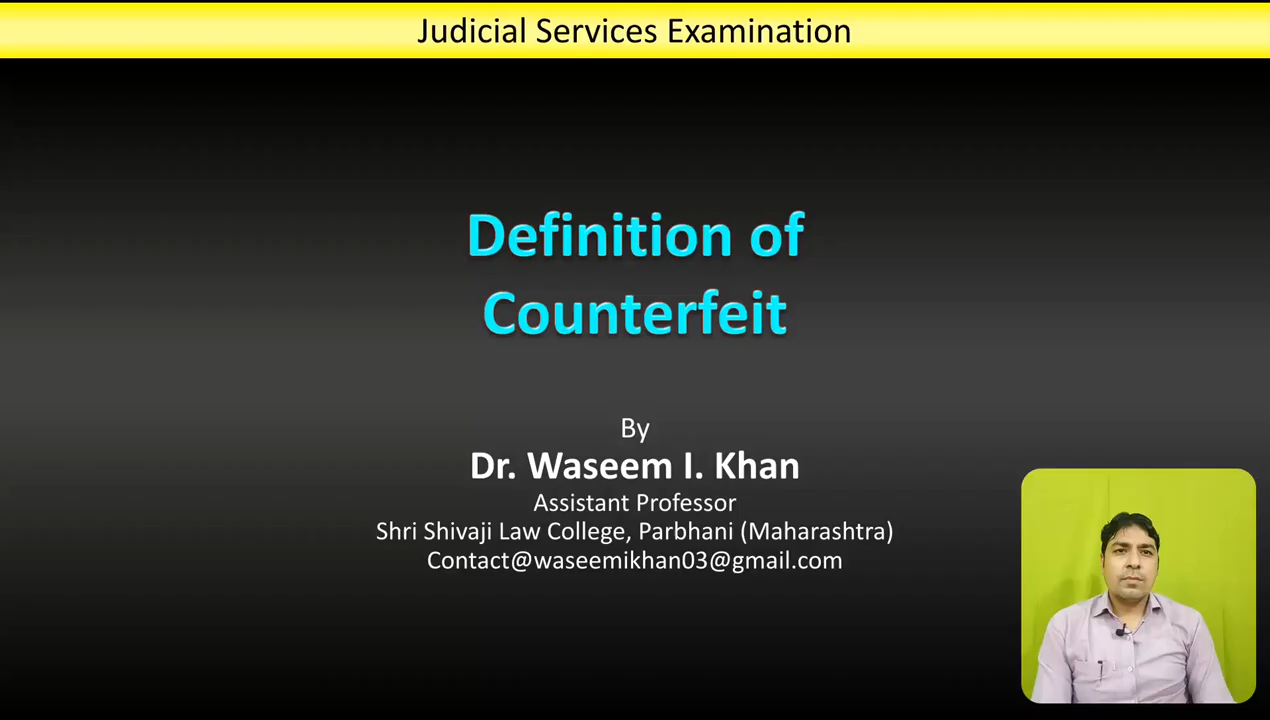 Judicial Services Examination
Definition of
Counterfeit
By
Dr. Waseem I. Khan
Assistant Professor
Shri Shivaji Law College, Parbhani (Maharashtra)
Contact@waseemikhan03@gmail.com